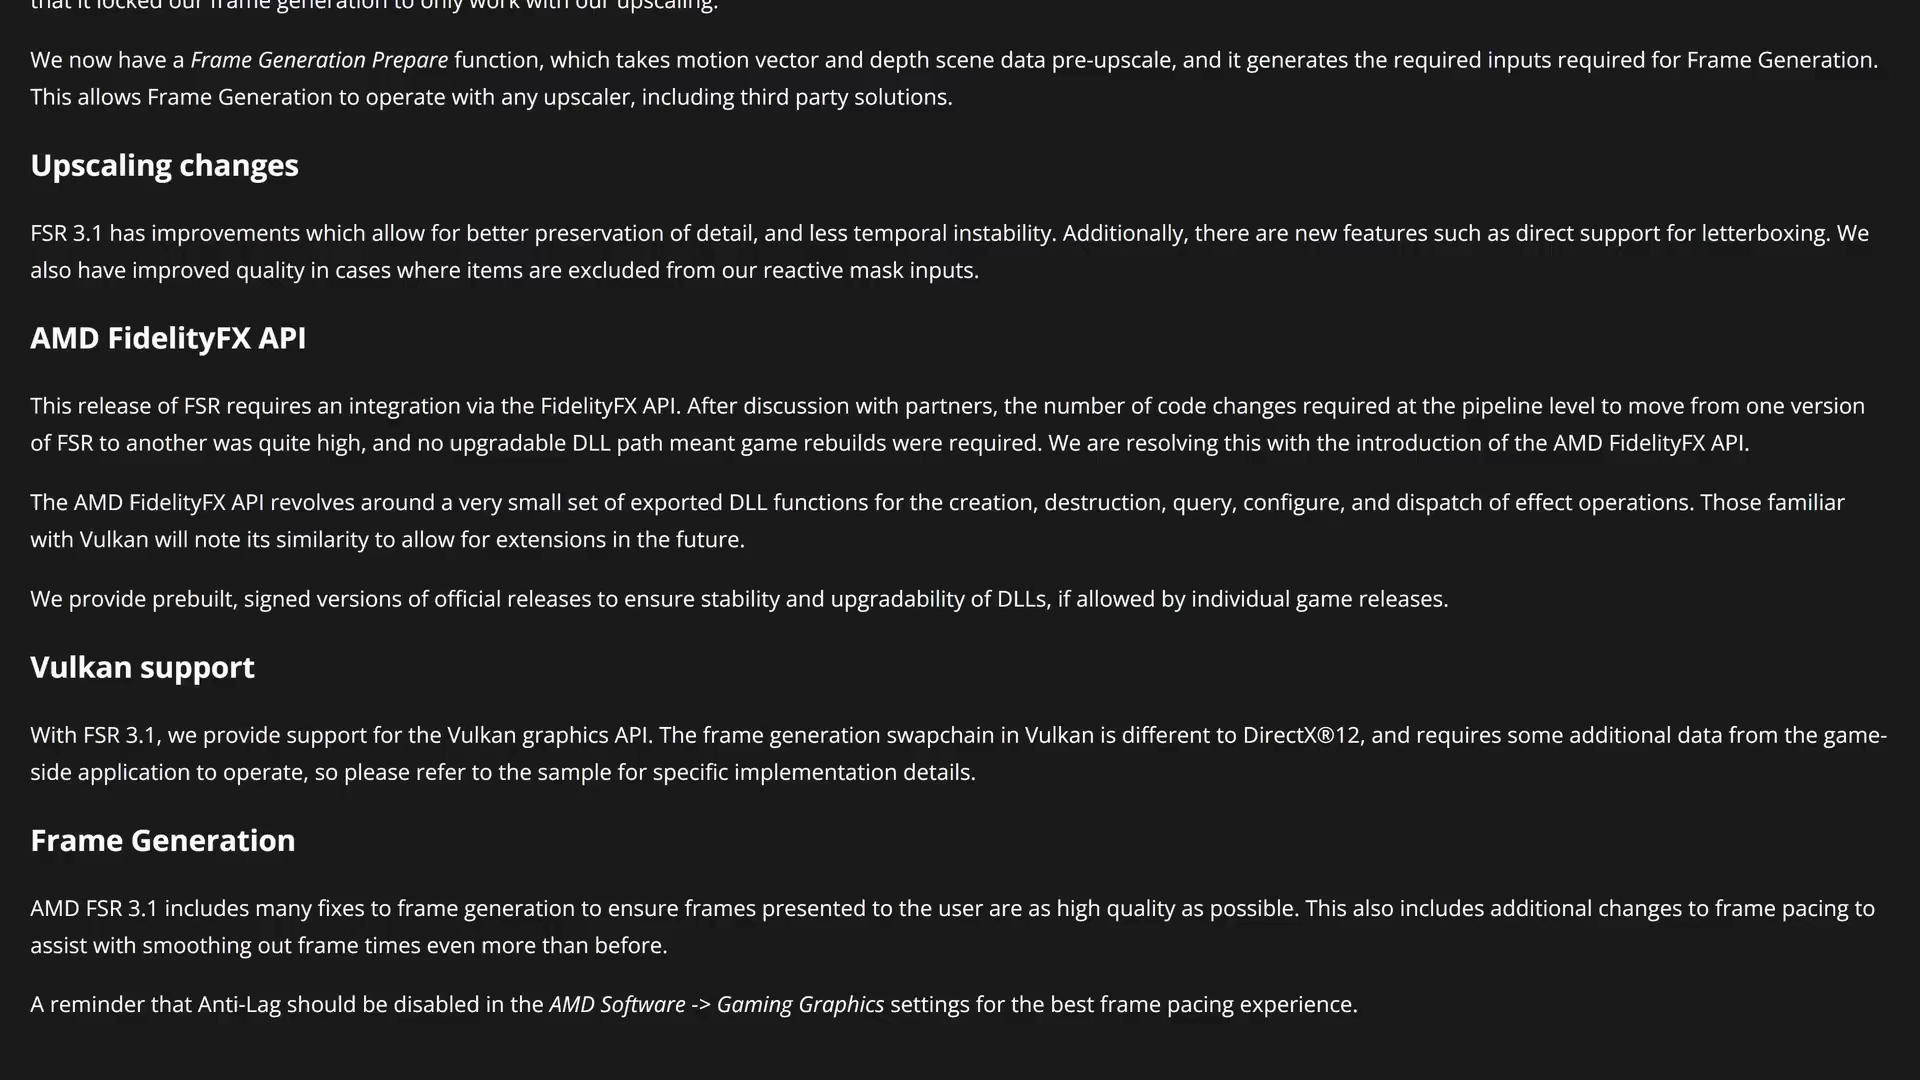 that it locked our frame generation to only work with our upscaling.
We now have a Frame Generation Prepare function, which takes motion vector and depth scene data pre-upscale, and it generates the required inputs required for Frame Generation.
This allows Frame Generation to operate with any upscaler, including third party solutions.
Upscaling changes
FSR 3.1 has improvements which allow for better preservation of detail, and less temporal instability. Additionally, there are new features such as direct support for letterboxing. We
also have improved quality in cases where items are excluded from our reactive mask inputs.
AMD FidelityFX API
This release of FSR requires an integration via the FidelityFX API. After discussion with partners, the number of code changes required at the pipeline level to move from one version
of FSR to another was quite high, and no upgradable DLL path meant game rebuilds were required. We are resolving this with the introduction of the AMD FidelityFX API.
The AMD FidelityFX API revolves around a very small set of exported DLL functions for the creation, destruction, query, configure, and dispatch of effect operations. Those familiar
with Vulkan will note its similarity to allow for extensions in the future.
We provide prebuilt, signed versions of official releases to ensure stability and upgradability of DLLs, if allowed by individual game releases.
Vulkan support
With FSR 3.1, we provide support for the Vulkan graphics API. The frame generation swapchain in Vulkan is different to DirectX®12, and requires some additional data from the game-
side application to operate, so please refer to the sample for specific implementation details.
Frame Generation
AMD FSR 3.1 includes many fixes to frame generation to ensure frames presented to the user are as high quality as possible. This also includes additional changes to frame pacing to
assist with smoothing out frame times even more than before.
A reminder that Anti-Lag should be disabled in the AMD Software -> Gaming Graphics settings for the best frame pacing experience.